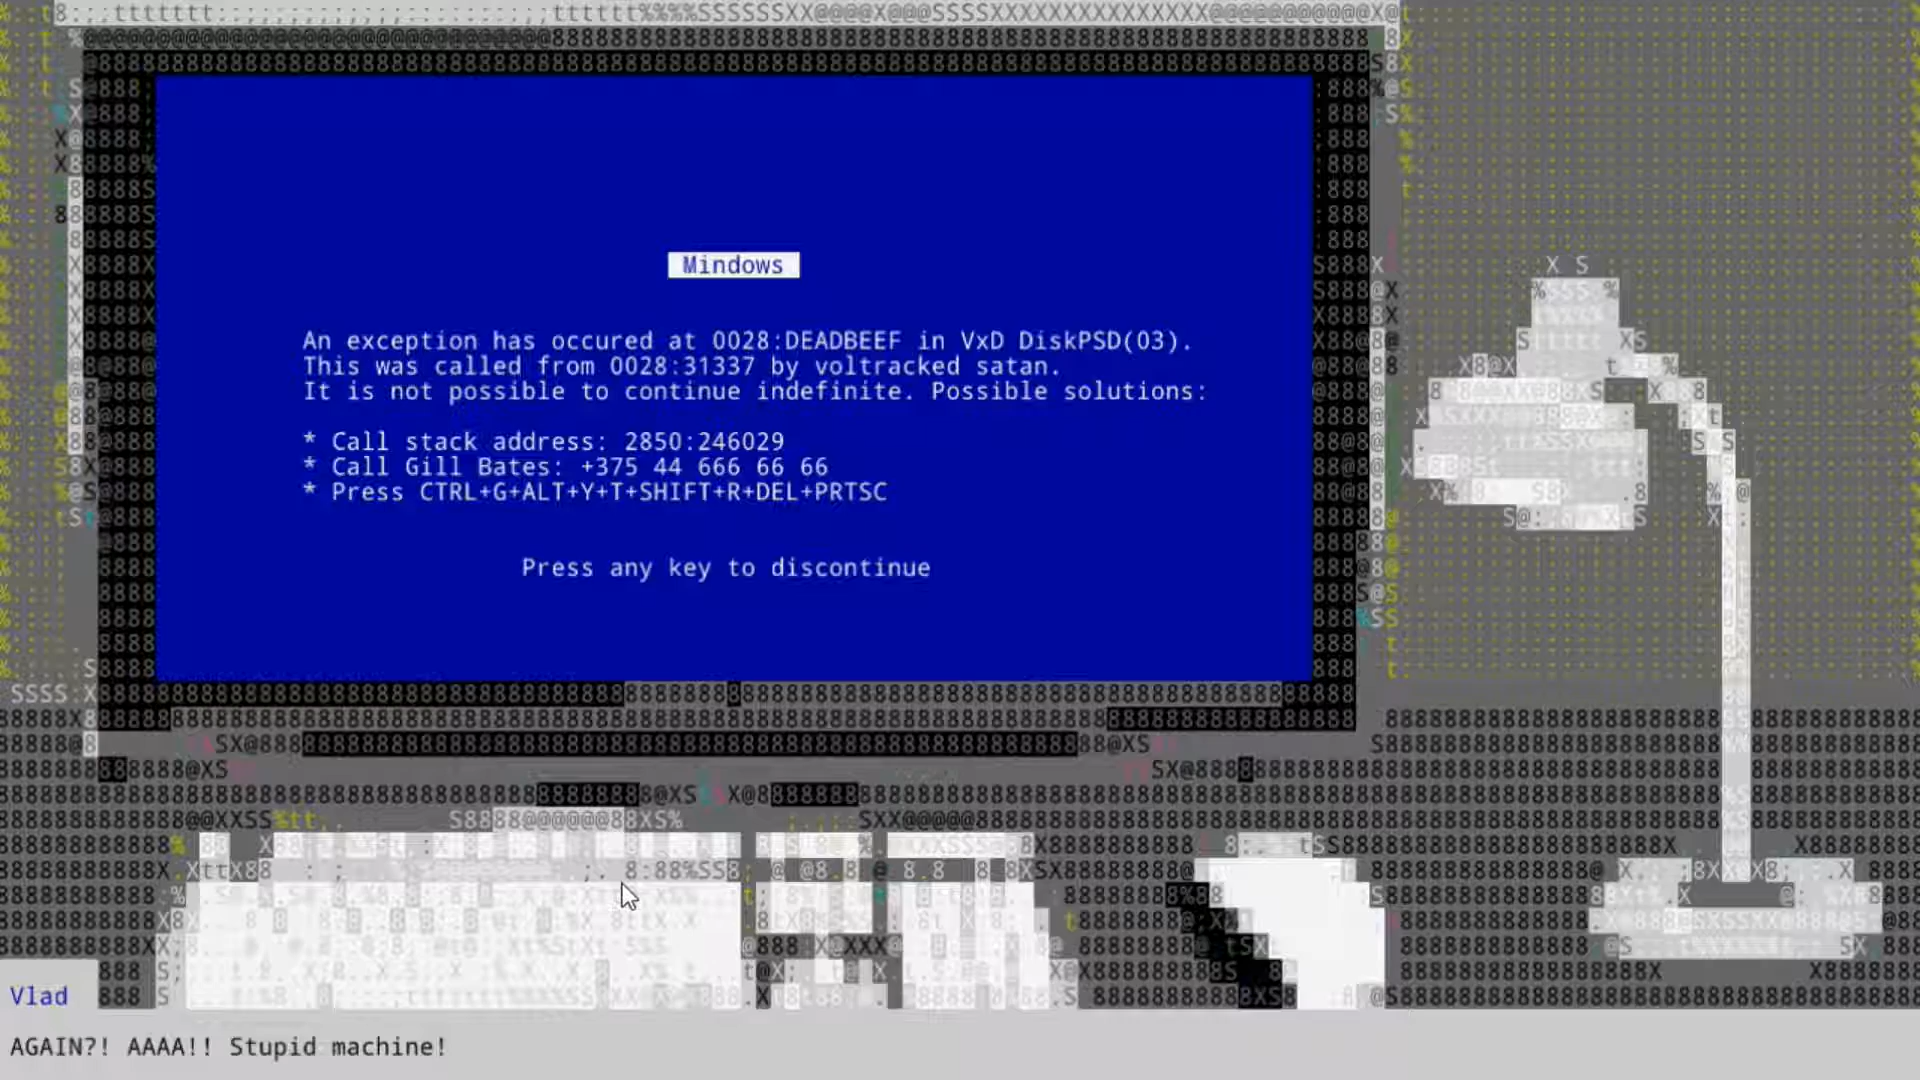 Mindows
An exception has occured at 0028:DEADBEEF in VxD DiskPSD(03).
This was called from 0028:31337 by voltracked satan.
It is not possible to continue indefinite. Possible solutions:
* Call stack address: 2850:246029
* Call Gill Bates: +375 44 666 66 66
* Press CTRL+G+ALT+Y+T+SHIFT+R+DEL+PRTSC
Press any key to discontinue
Vlad
AGAIN?! AAAA!! Stupid machine!